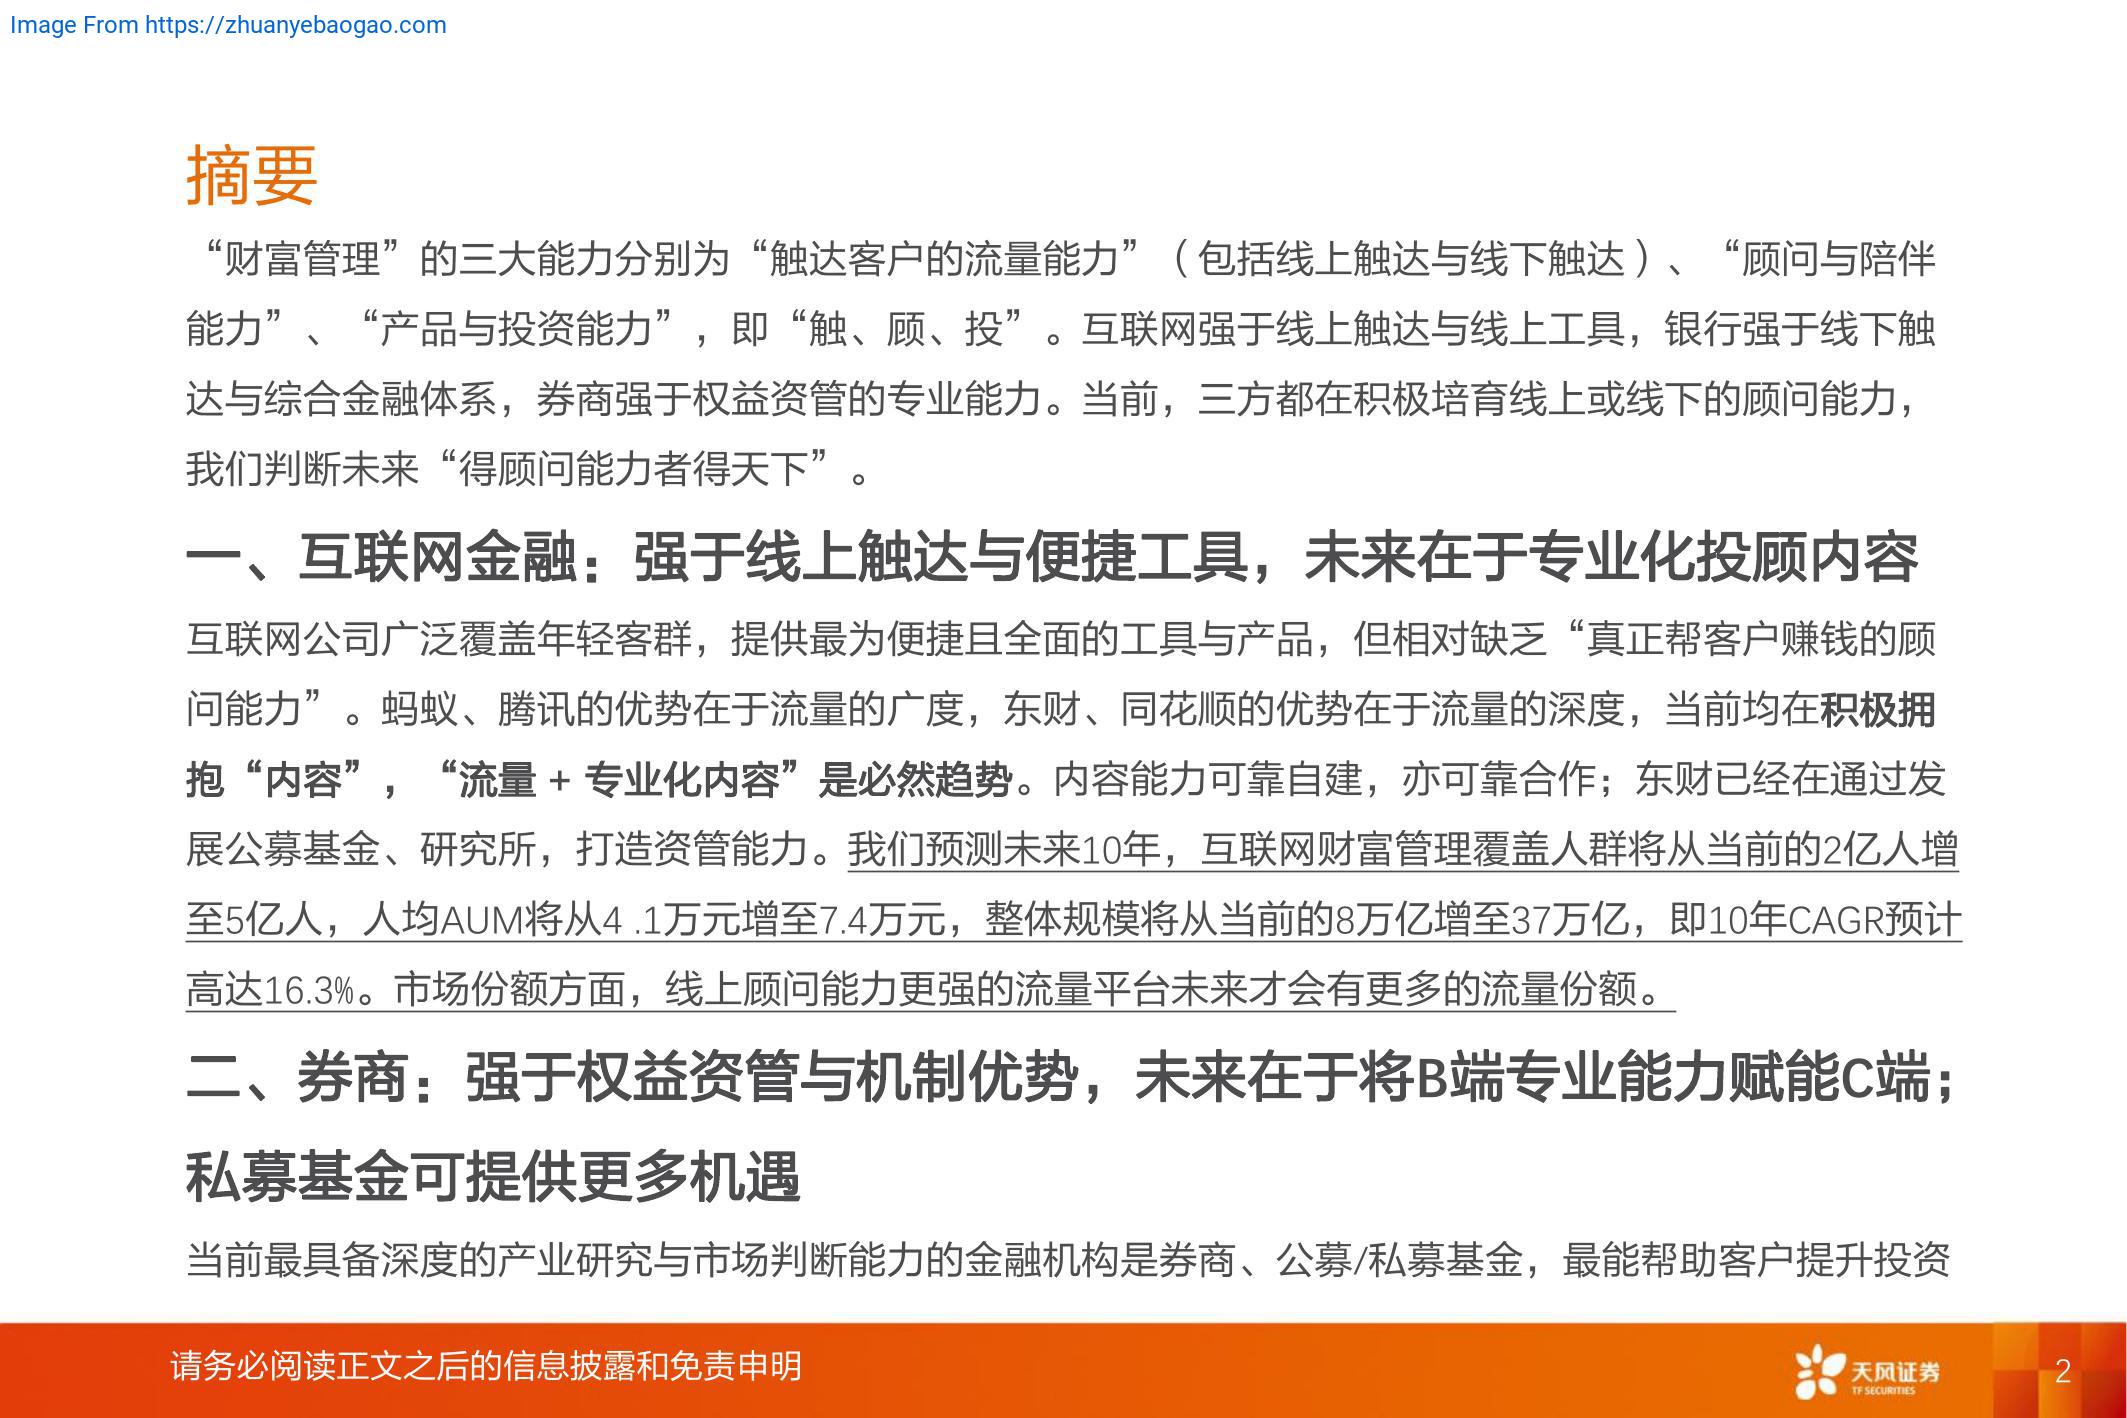 Image From https://zhuanyebaogao.com
摘要
“财富管理”的三大能力分别为“触达客户的流量能力”（包括线上触达与线下触达）、“顾问与陪伴
能力”、“产品与投资能力”，即“触、顾、投”。互联网强于线上触达与线上工具，银行强于线下触
达与综合金融体系，券商强于权益资管的专业能力。当前，三方都在积极培育线上或线下的顾问能力，
我们判断未来“得顾问能力者得天下”。
一、互联网金融：强于线上触达与便捷工具，未来在于专业化投顾内容
互联网公司广泛覆盖年轻客群，提供最为便捷且全面的工具与产品，但相对缺乏“真正帮客户赚钱的顾
问能力”。蚂蚁、腾讯的优势在于流量的广度，东财、同花顺的优势在于流量的深度，当前均在积极拥
抱“内容”，“流量 + 专业化内容”是必然趋势。内容能力可靠自建，亦可靠合作；东财已经在通过发
展公募基金、研究所，打造资管能力。我们预测未来10年，互联网财富管理覆盖人群将从当前的2亿人增
至5亿人，人均AUM将从4 .1万元增至7.4万元，整体规模将从当前的8万亿增至37万亿，即10年CAGR预计
高达16.3%。市场份额方面，线上顾问能力更强的流量平台未来才会有更多的流量份额。
二、券商：强于权益资管与机制优势，未来在于将B端专业能力赋能C端；
私募基金可提供更多机遇
当前最具备深度的产业研究与市场判断能力的金融机构是券商、公募/私募基金，最能帮助客户提升投资
请务必阅读正文之后的信息披露和免责申明
天风证券
TF SECURITIES
2